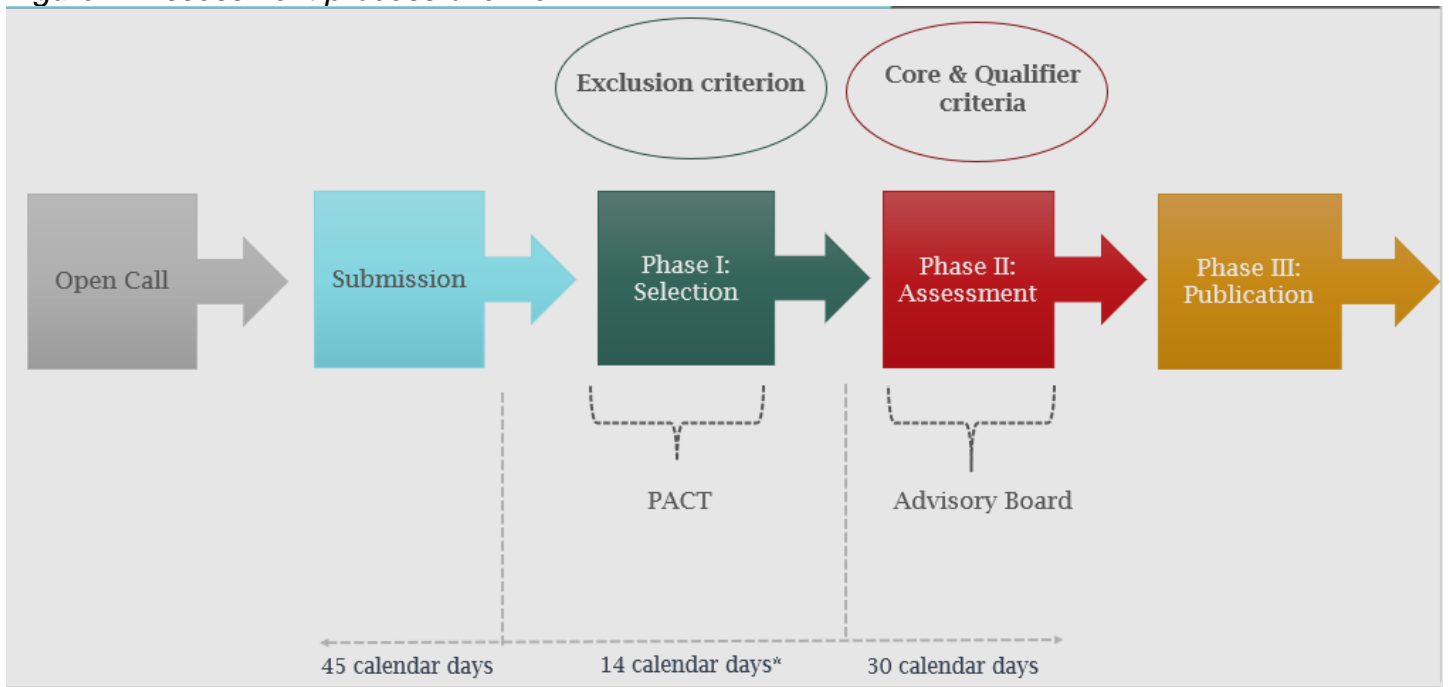 Exclusion criterion
Core & Qualifier
criteria
Open Call
Submission
Phase I:
Selection
Phase II:
Assessment
Phase III:
Publication
PACT
Advisory Board
45 calendar days
14 calendar days*
30 calendar days